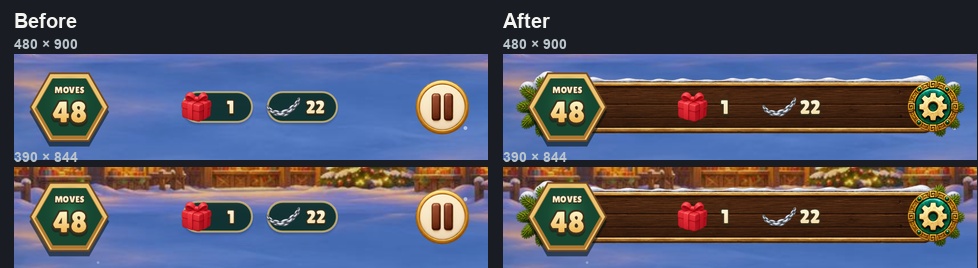 Before After
480 × 900 480 × 900
MOVES
48 1 22
MOVES
48 1 22
390 × 844 390 × 844
MOVES
48 1 22
MOVES
48 1 22